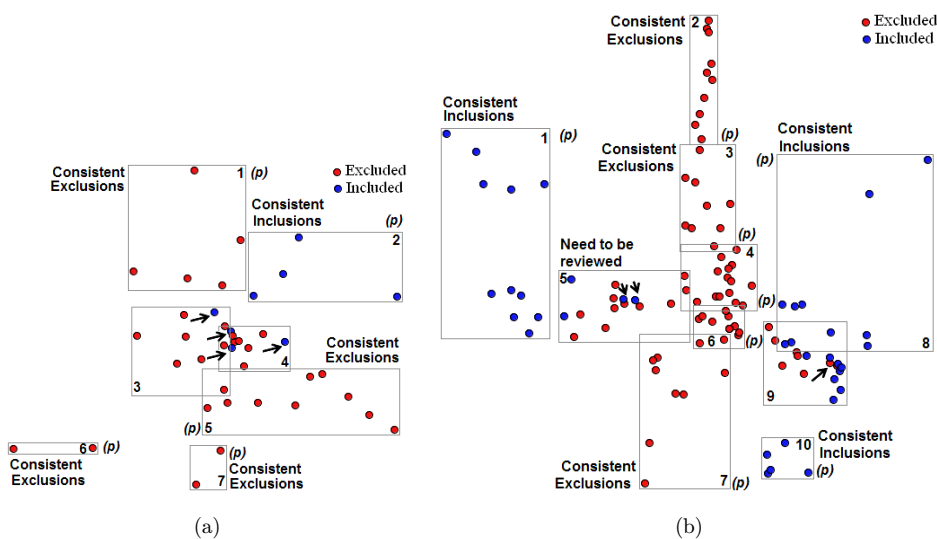 Consistent
Exclusions
1
(p)
Excluded
Included
Consistent
Inclusions
(p)
2
3
4
Consistent
Exclusions
(p)
5
6
(p)
Consistent
Exclusions
(p)
7
Consistent
Exclusions
(a)
Consistent
Exclusions
2
Excluded
Included
(p)
Consistent
Inclusions
1
(p)
Consistent
Exclusions
3
(p)
Consistent
Inclusions
(p)
8
Need to be
reviewed
5
4
(p)
6
(p)
9
Consistent
Exclusions
7
(p)
10
(p)
Consistent
Inclusions
(b)